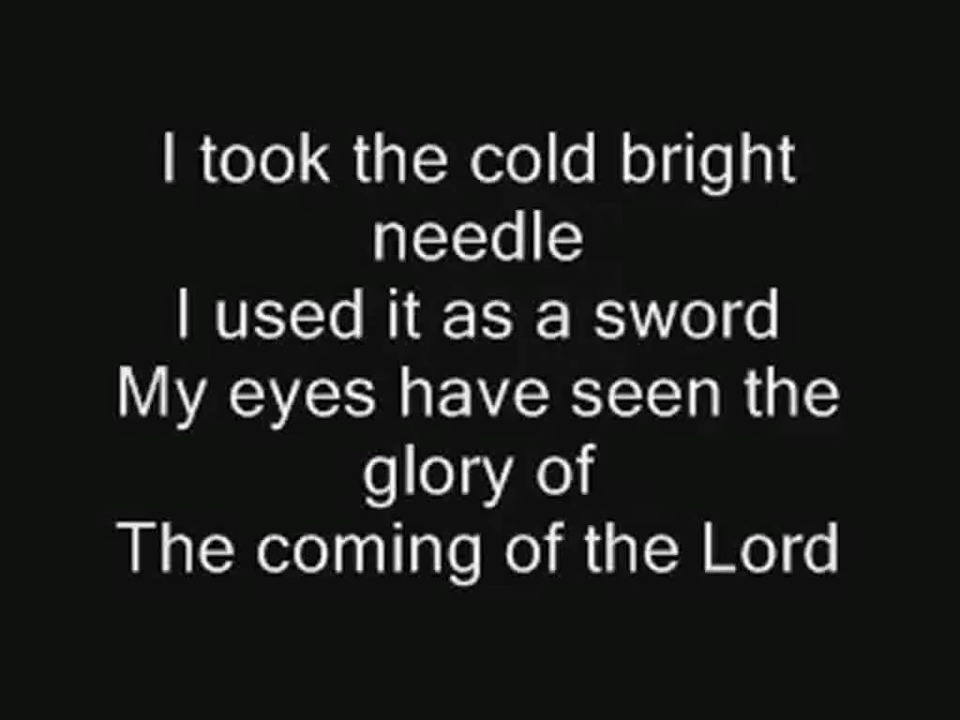 I took the cold bright
needle
I used it as a sword
My eyes have seen the
glory of
The coming of the Lord